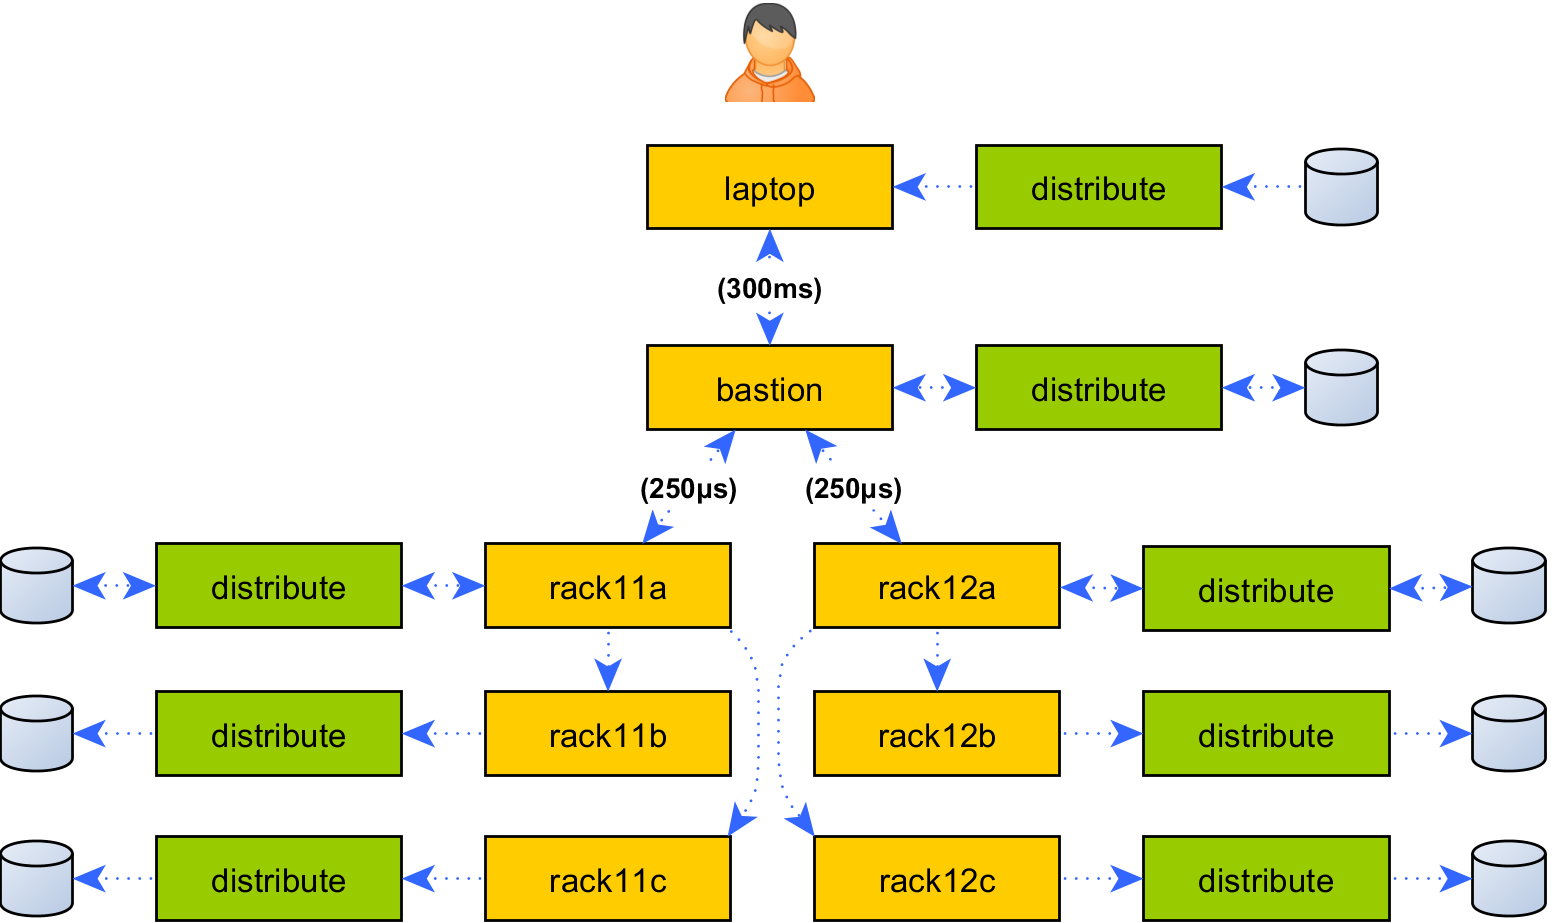 laptop
distribute
(300ms)
bastion
distribute
(250µs)
(250µs)
distribute
rack11a
rack12a
distribute
distribute
rack11b
rack12b
distribute
distribute
rack11c
rack12c
distribute